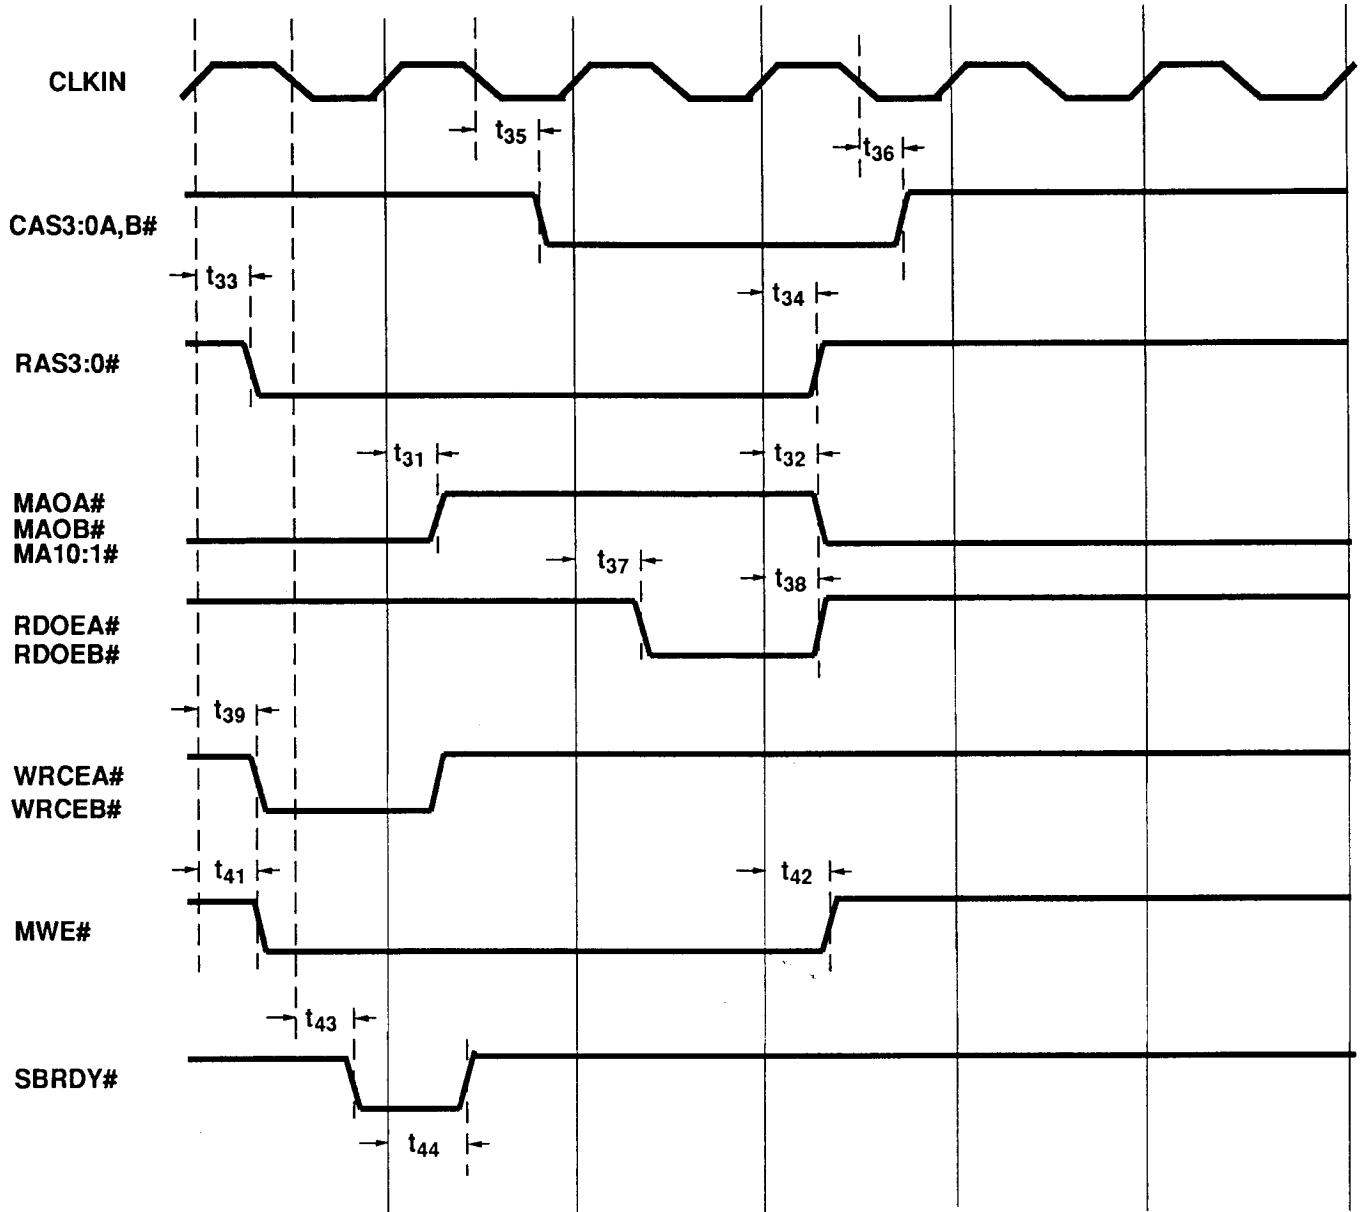 CLKIN
t35
t36
CAS3:0A,B#
t33
t34
RAS3:0#
t31
t32
MAOA#
MAOB#
MA10:1#
t37
t38
RDOEA#
RDOEB#
t39
WRCEA#
WRCEB#
t41
t42
MWE#
t43
SBRDY#
t44